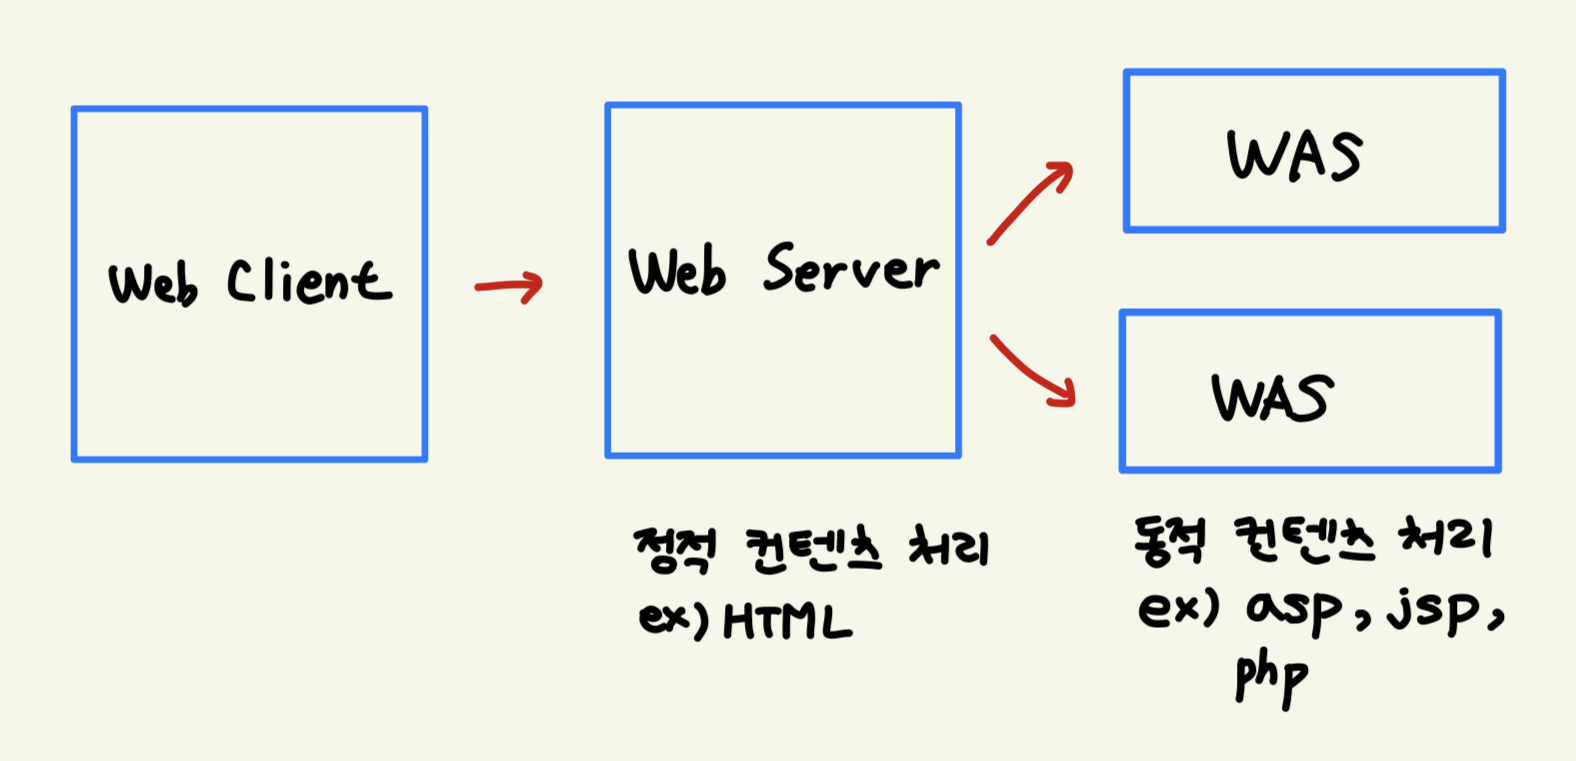 Web Client
Web Server
WAS
WAS
정적 컨텐츠 처리
ex) HTML
동적 컨텐츠 처리
ex) asp, jsp,
php